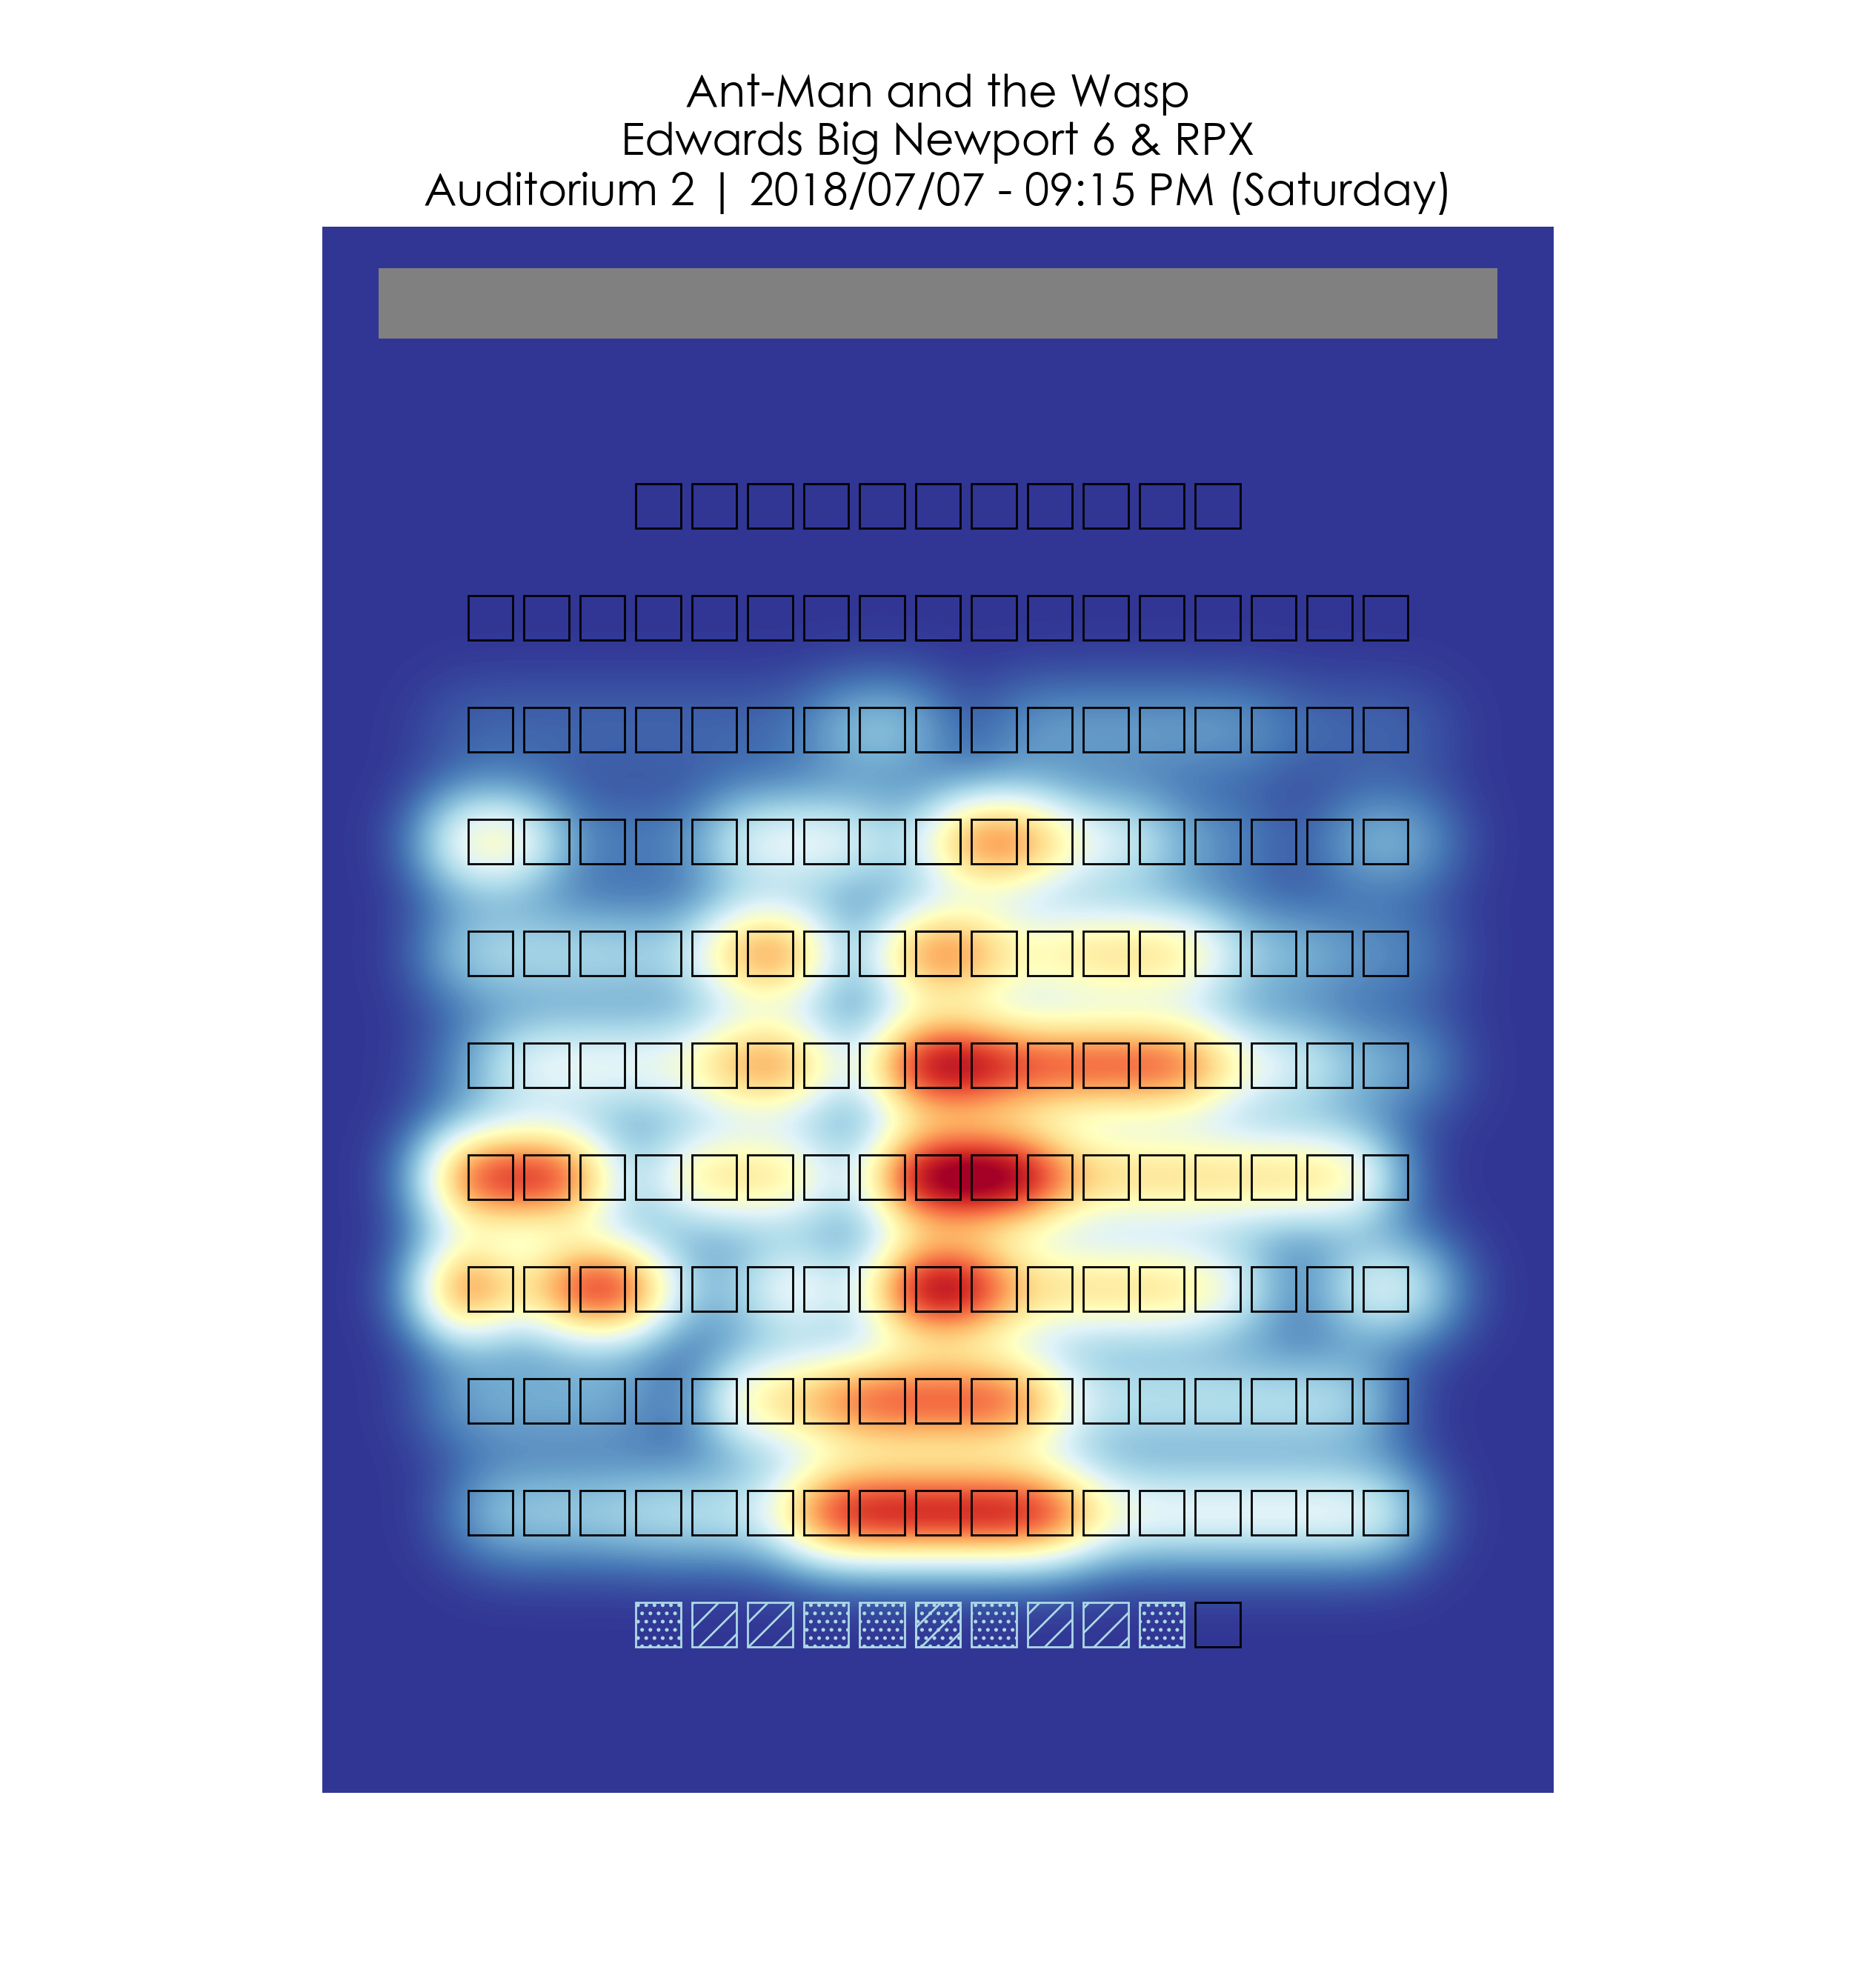 Ant-Man and the Wasp
Edwards Big Newport 6 & RPX
Auditorium 2 | 2018/07/07 - 09:15 PM (Saturday)